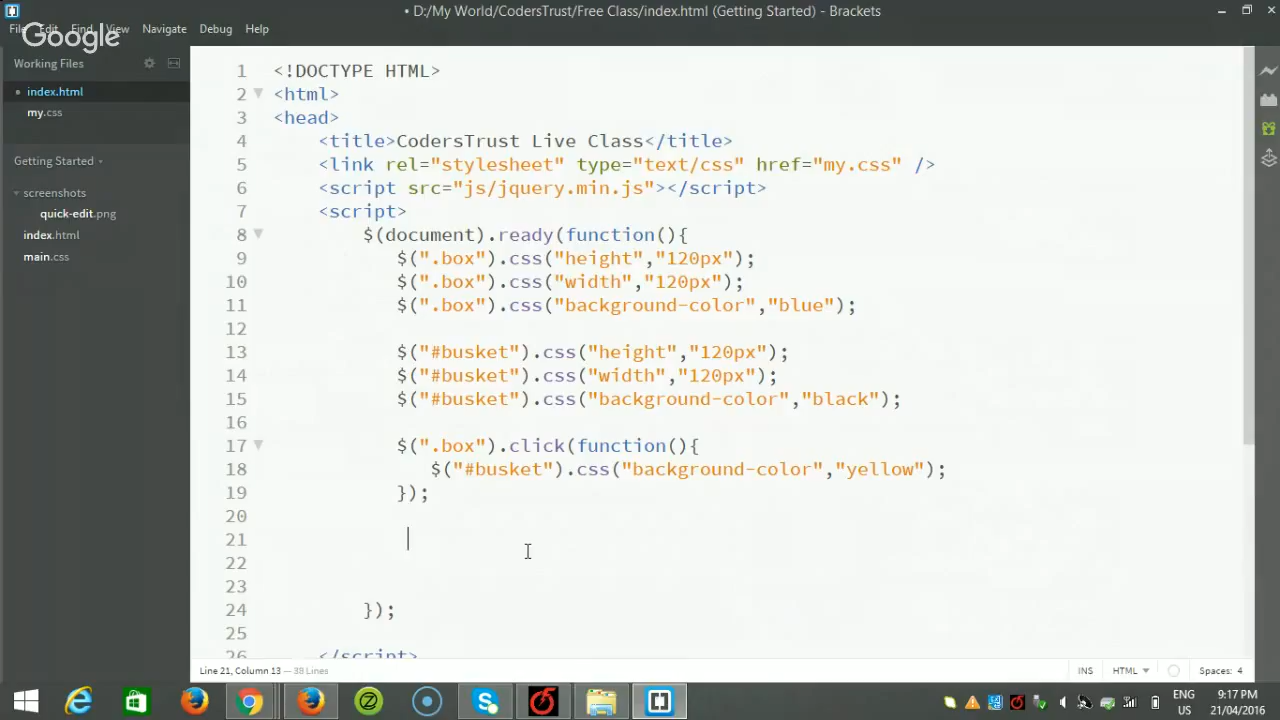 • D:/My World/CodersTrust/Free Class/index.html (Getting Started) - Brackets
File Edit Find View Navigate Debug Help
Google
Working Files
• index.html
my.css
Getting Started
screenshots
quick-edit.png
index.html
main.css
1 <!DOCTYPE HTML>
2 <html>
3 <head>
4 <title>CodersTrust Live Class</title>
5 <link rel="stylesheet" type="text/css" href="my.css" />
6 <script src="js/jquery.min.js"></script>
7 <script>
8 $(document).ready(function(){
9 $(".box").css("height","120px");
10 $(".box").css("width","120px");
11 $(".box").css("background-color","blue");
12
13 $("#busket").css("height","120px");
14 $("#busket").css("width","120px");
15 $("#busket").css("background-color","black");
16
17 $(".box").click(function(){
18 $("#busket").css("background-color","yellow");
19 });
20
21
22
23
24 });
25
26 </script>
Line 21, Column 13 — 38 Lines
INS HTML Spaces: 4
ENG 9:17 PM
US 21/04/2016